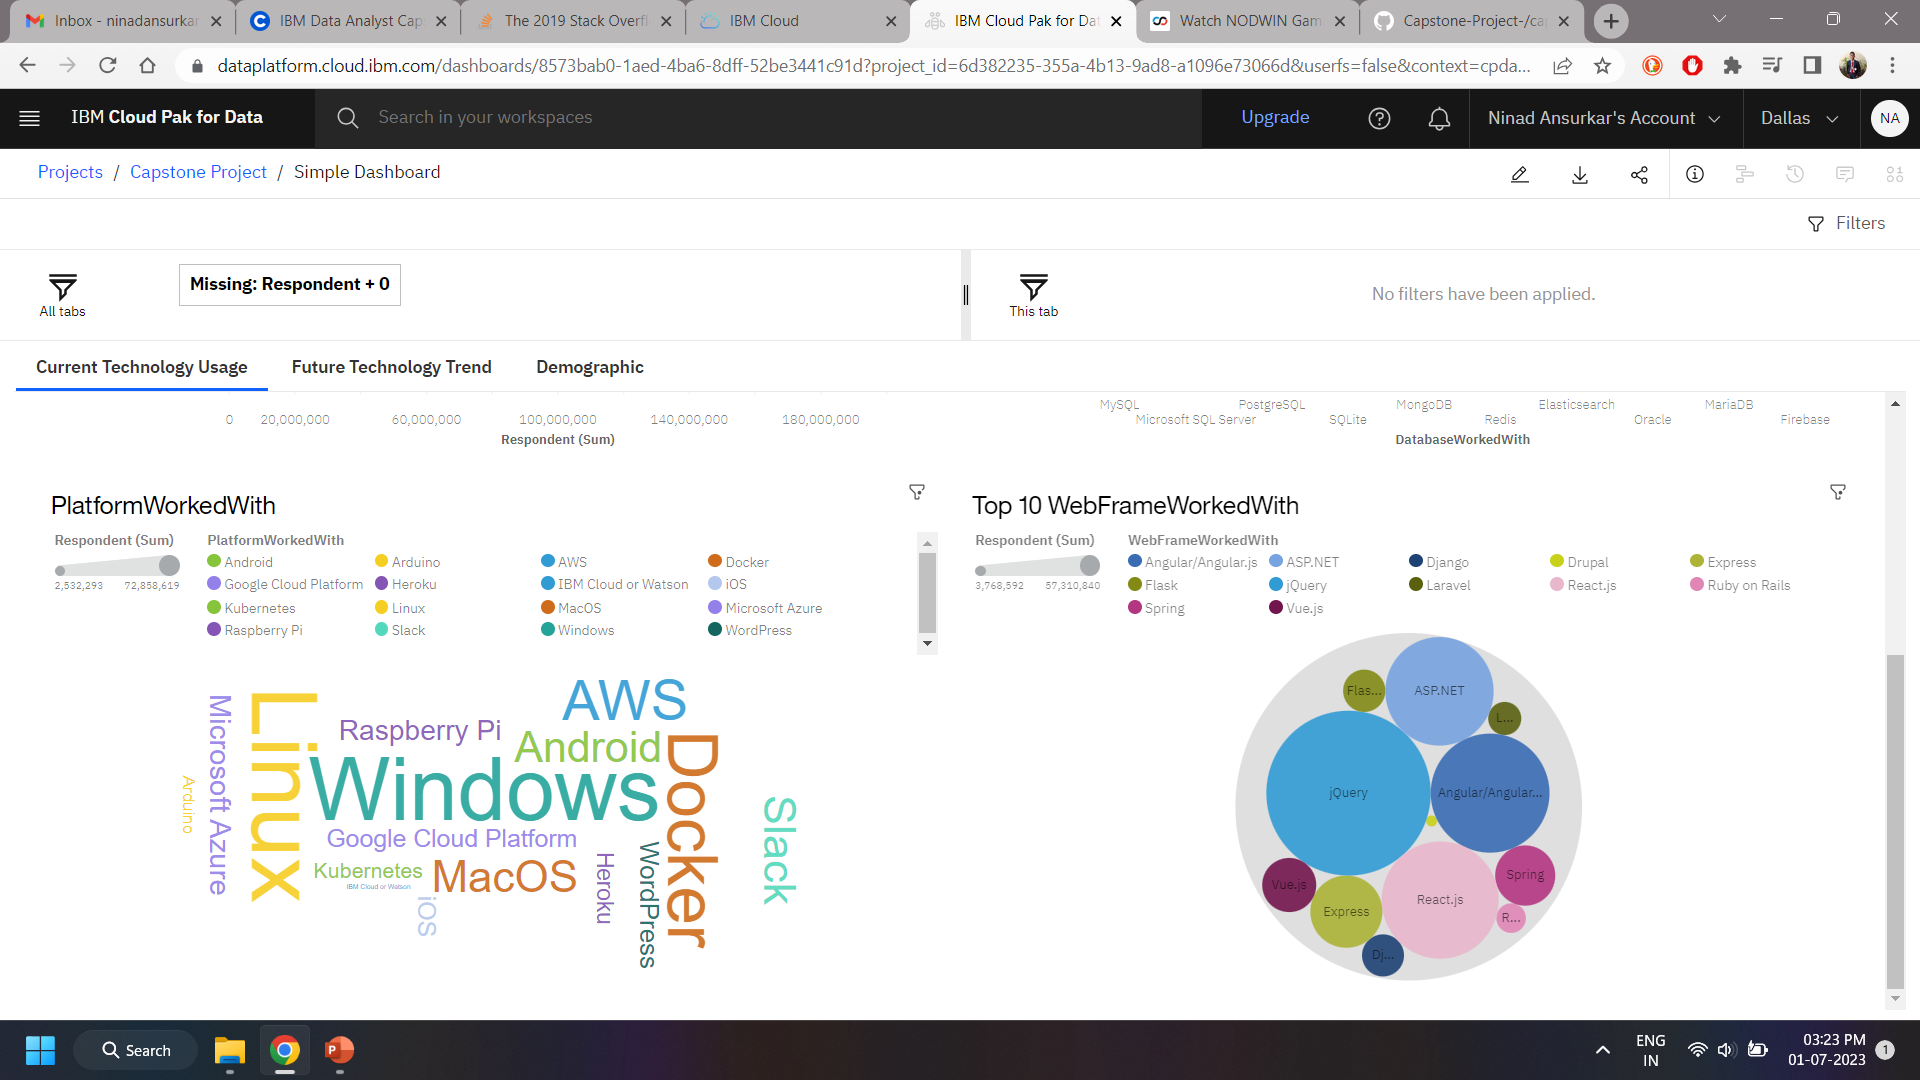 Inbox - ninadansurkar
IBM Data Analyst Cap
The 2019 Stack Overfl
IBM Cloud
IBM Cloud Pak for Dat
Watch NODWIN Gam
Capstone-Project-/ca
dataplatform.cloud.ibm.com/dashboards/8573bab0-1aed-4ba6-8dff-52be3441c91d?project_id=6d382235-355a-4b13-9ad8-a1096e73066d&userfs=false&context=cpda...
IBM Cloud Pak for Data
Search in your workspaces
Upgrade
Ninad Ansurkar's Account
Dallas
NA
Projects / Capstone Project / Simple Dashboard
Filters
All tabs
Missing: Respondent + 0
This tab
No filters have been applied.
Current Technology Usage
Future Technology Trend
Demographic
0 20,000,000 60,000,000 100,000,000 140,000,000 180,000,000
Respondent (Sum)
MySQL PostgreSQL MongoDB Elasticsearch MariaDB
Microsoft SQL Server SQLite Redis Oracle Firebase
DatabaseWorkedWith
PlatformWorkedWith
Respondent (Sum)
2,532,293 72,858,619
PlatformWorkedWith
Android Arduino AWS Docker
Google Cloud Platform Heroku IBM Cloud or Watson iOS
Kubernetes Linux MacOS Microsoft Azure
Raspberry Pi Slack Windows WordPress
AWS
Microsoft Azure
Linux
Raspberry Pi
Android
Docker
Windows
Arduino
Slack
Google Cloud Platform
WordPress
Heroku
Kubernetes
MacOS
IBM Cloud or Watson
iOS
Top 10 WebFrameWorkedWith
Respondent (Sum)
3,768,592 57,310,840
WebFrameWorkedWith
Angular/Angular.js ASP.NET Django Drupal Express
Flask jQuery Laravel React.js Ruby on Rails
Spring Vue.js
Flas...
ASP.NET
L...
jQuery
Angular/Angular...
Spring
Vue.js
React.js
Express
R...
Dj...
Search
ENG
IN
03:23 PM
01-07-2023
1